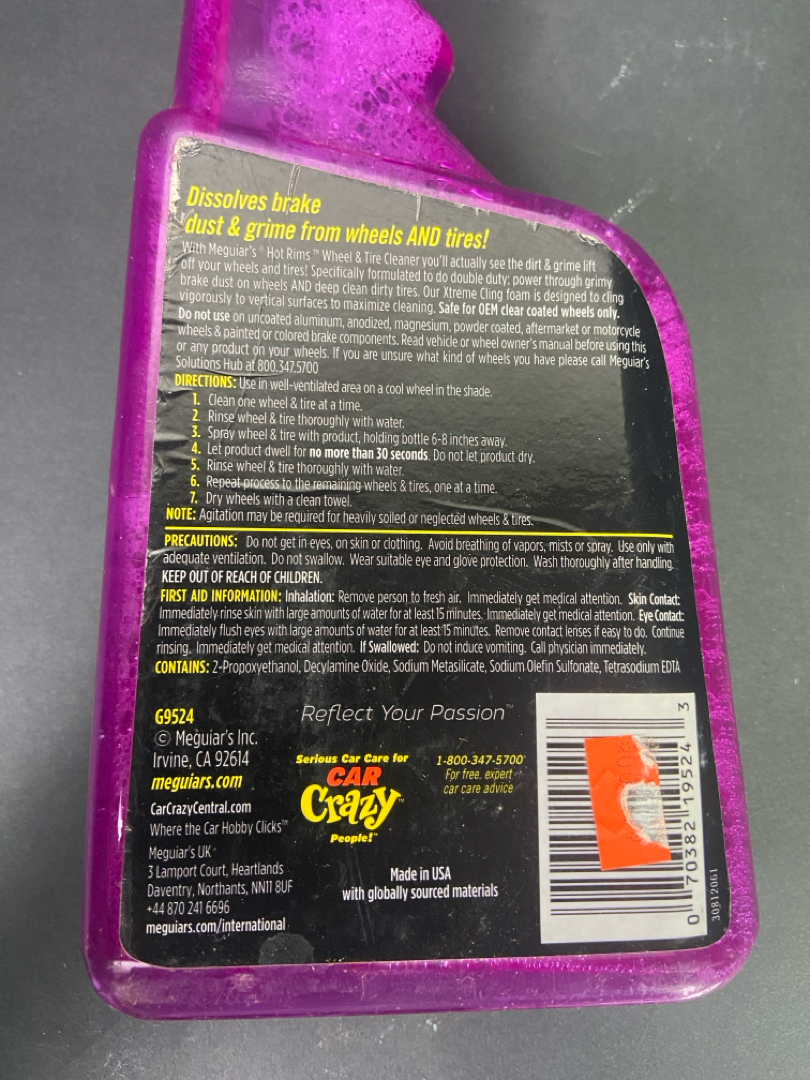 Dissolves brake
dust & grime from wheels AND tires!
With Meguiar's® Hot Rims™ Wheel & Tire Cleaner you'll actually see the dirt & grime lift
off your wheels and tires! Specifically formulated to do double duty: power through grimy
brake dust on wheels AND deep clean dirty tires. Our Xtreme Cling foam is designed to cling
vigorously to vertical surfaces to maximize cleaning. Safe for OEM clear coated wheels only.
Do not use on uncoated aluminum, anodized, magnesium, powder coated, aftermarket or motorcycle
wheels & painted or colored brake components. Read vehicle or wheel owner's manual before using this
or any product on your wheels. If you are unsure what kind of wheels you have please call Meguiar's
Solutions Hub at 800.347.5700
DIRECTIONS: Use in well-ventilated area on a cool wheel in the shade.
1. Clean one wheel & tire at a time.
2. Rinse wheel & tire thoroughly with water.
3. Spray wheel & tire with product, holding bottle 6-8 inches away.
4. Let product dwell for no more than 30 seconds. Do not let product dry.
5. Rinse wheel & tire thoroughly with water.
6. Repeat process to the remaining wheels & tires, one at a time.
7. Dry wheels with a clean towel.
NOTE: Agitation may be required for heavily soiled or neglected wheels & tires.
PRECAUTIONS: Do not get in eyes, on skin or clothing. Avoid breathing of vapors, mists or spray. Use only with
adequate ventilation. Do not swallow. Wear suitable eye and glove protection. Wash thoroughly after handling.
KEEP OUT OF REACH OF CHILDREN.
FIRST AID INFORMATION: Inhalation: Remove person to fresh air. Immediately get medical attention. Skin Contact:
Immediately rinse skin with large amounts of water for at least 15 minutes. Immediately get medical attention. Eye Contact:
Immediately flush eyes with large amounts of water for at least 15 minutes. Remove contact lenses if easy to do. Continue
rinsing. Immediately get medical attention. If Swallowed: Do not induce vomiting. Call physician immediately.
CONTAINS: 2-Propoxyethanol, Decylamine Oxide, Sodium Metasilicate, Sodium Olefin Sulfonate, Tetrasodium EDTA
G9524
© Meguiar's Inc.
Irvine, CA 92614
meguiars.com
CarCrazyCentral.com
Where the Car Hobby Clicks™
Meguiar's UK
3 Lamport Court, Heartlands
Daventry, Northants, NN11 8UF
+44 870 241 6696
meguiars.com/international
Reflect Your Passion™
Serious Car Care for
CAR
Crazy™
People!™
1-800-347-5700
For free, expert
car care advice
Made in USA
with globally sourced materials
0 70382 19524 3
30812061